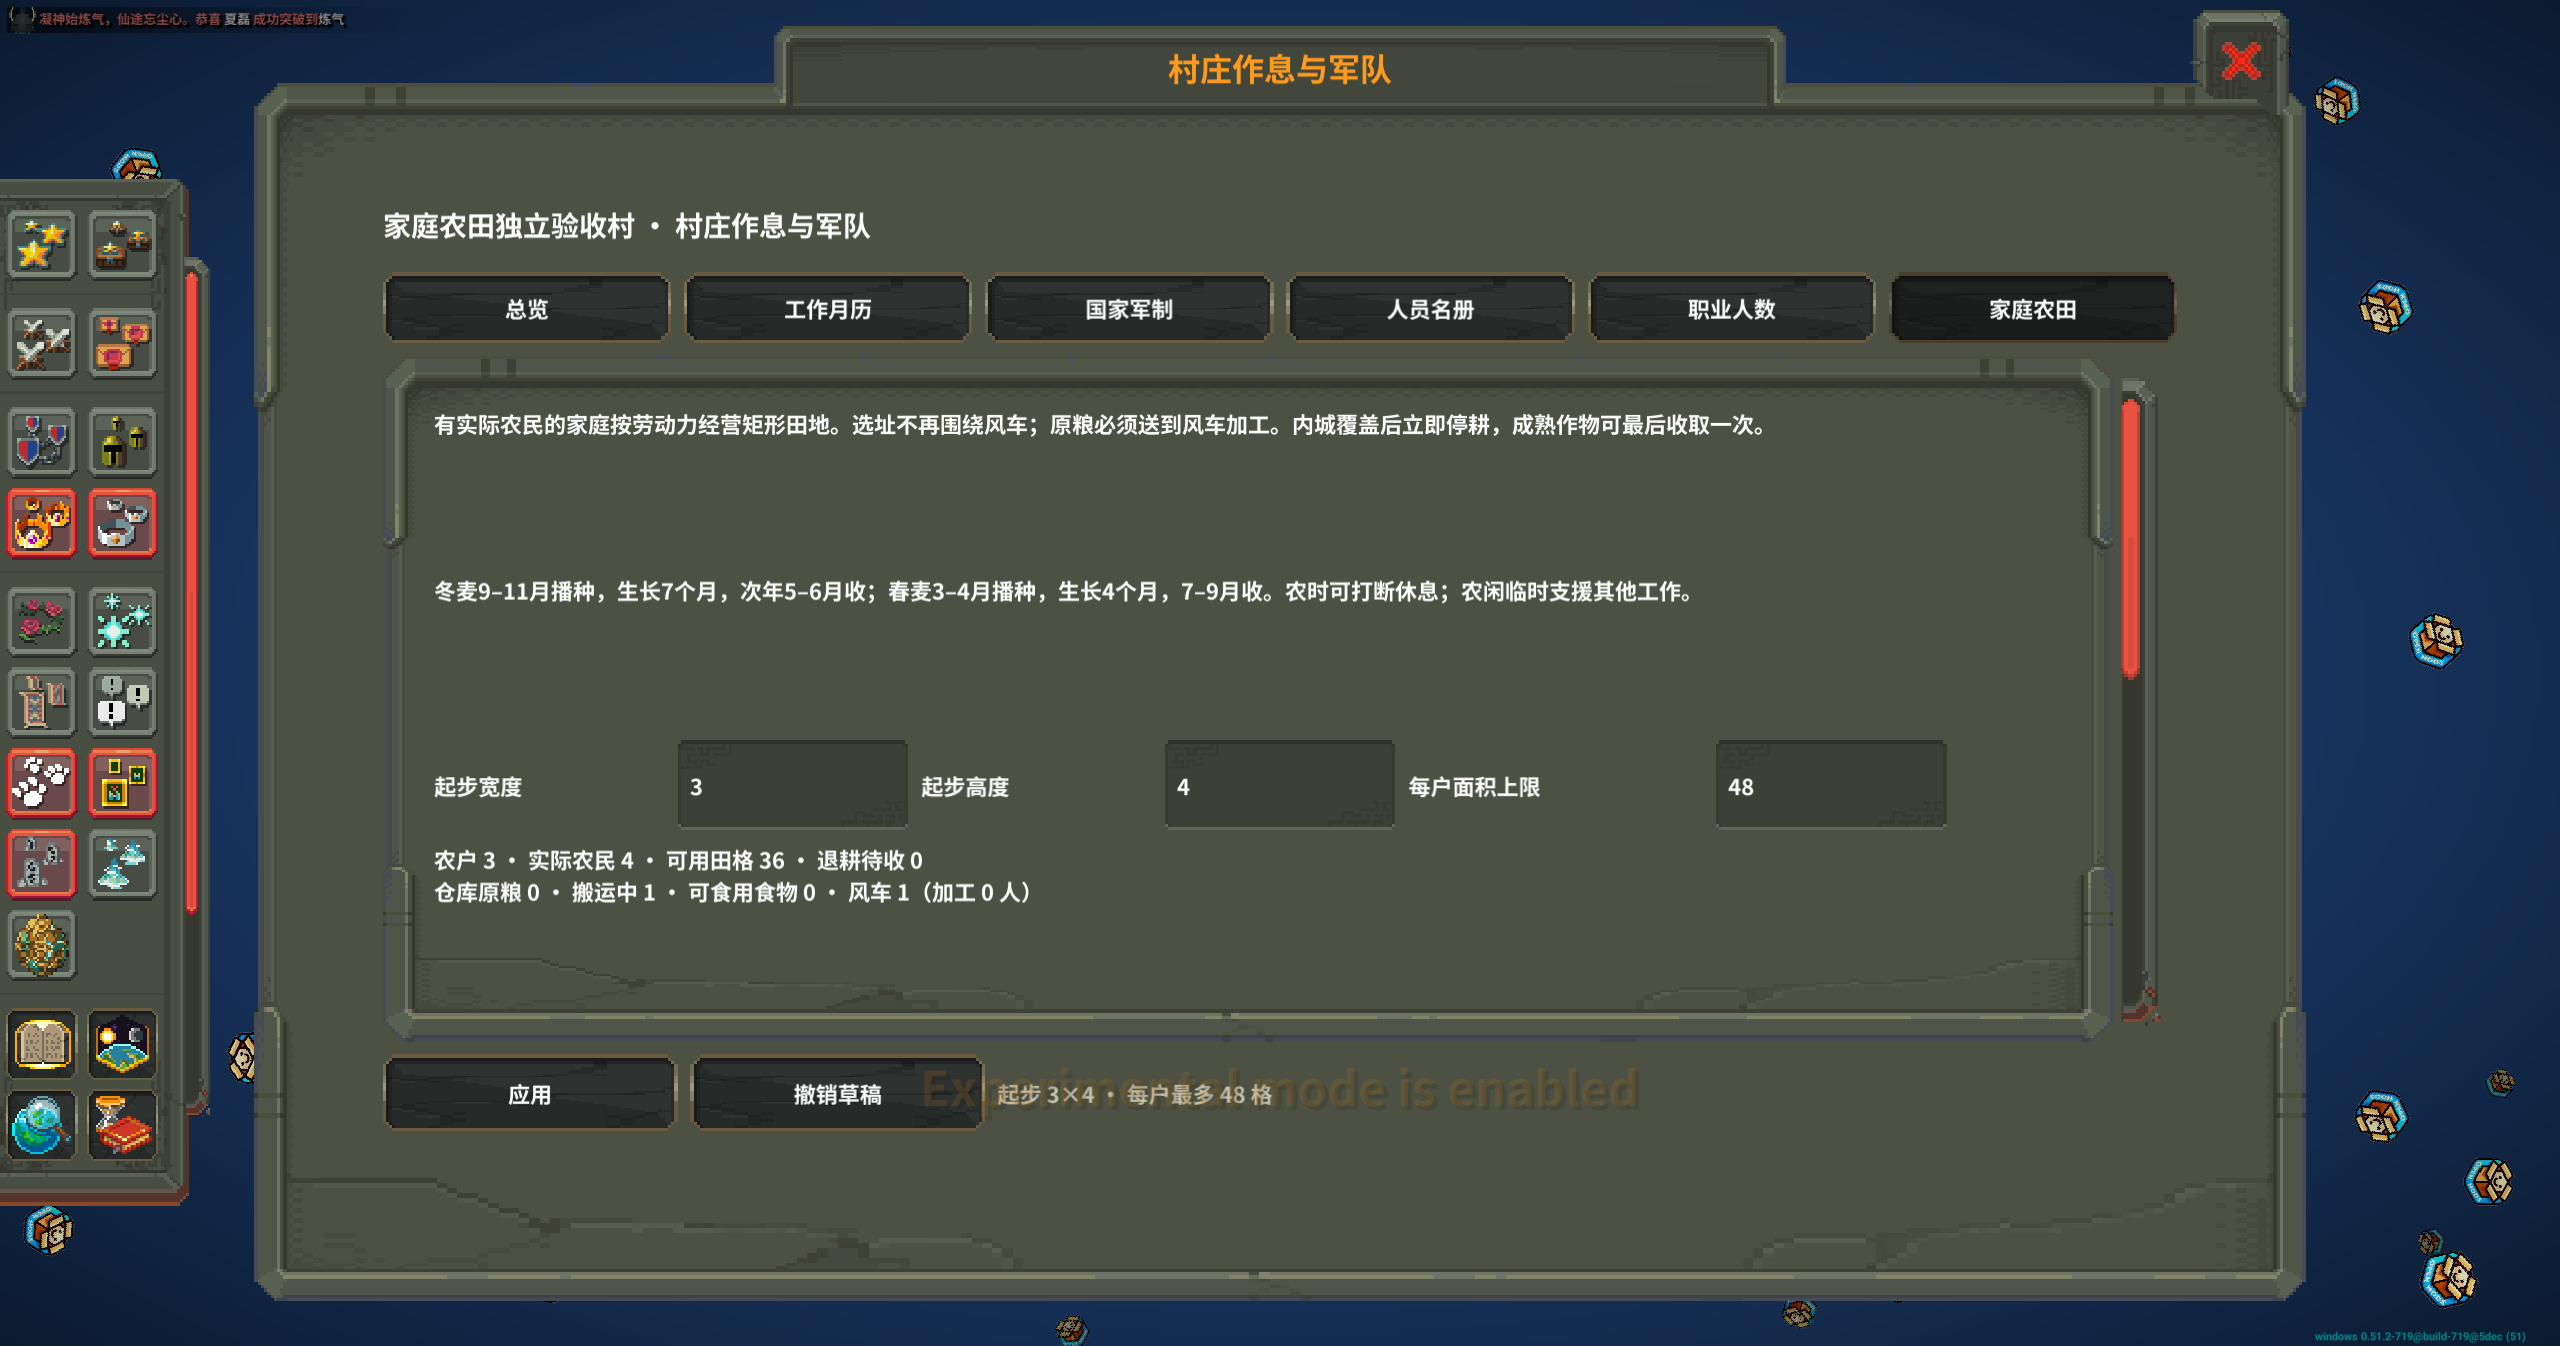 凝神始炼气，仙途忘尘心。恭喜 夏磊 成功突破到炼气
村庄作息与军队
家庭农田独立验收村 · 村庄作息与军队
总览
工作月历
国家军制
人员名册
职业人数
家庭农田
有实际农民的家庭按劳动力经营矩形田地。选址不再围绕风车；原粮必须送到风车加工。内城覆盖后立即停耕，成熟作物可最后收取一次。
冬麦9–11月播种，生长7个月，次年5–6月收；春麦3–4月播种，生长4个月，7–9月收。农时可打断休息；农闲临时支援其他工作。
起步宽度 3 起步高度 4 每户面积上限 48
农户 3 · 实际农民 4 · 可用田格 36 · 退耕待收 0
仓库原粮 0 · 搬运中 1 · 可食用食物 0 · 风车 1（加工 0 人）
应用
撤销草稿
起步 3×4 · 每户最多 48 格
Experimental mode is enabled
windows 0.51.2-719@build-719@5dec (51)